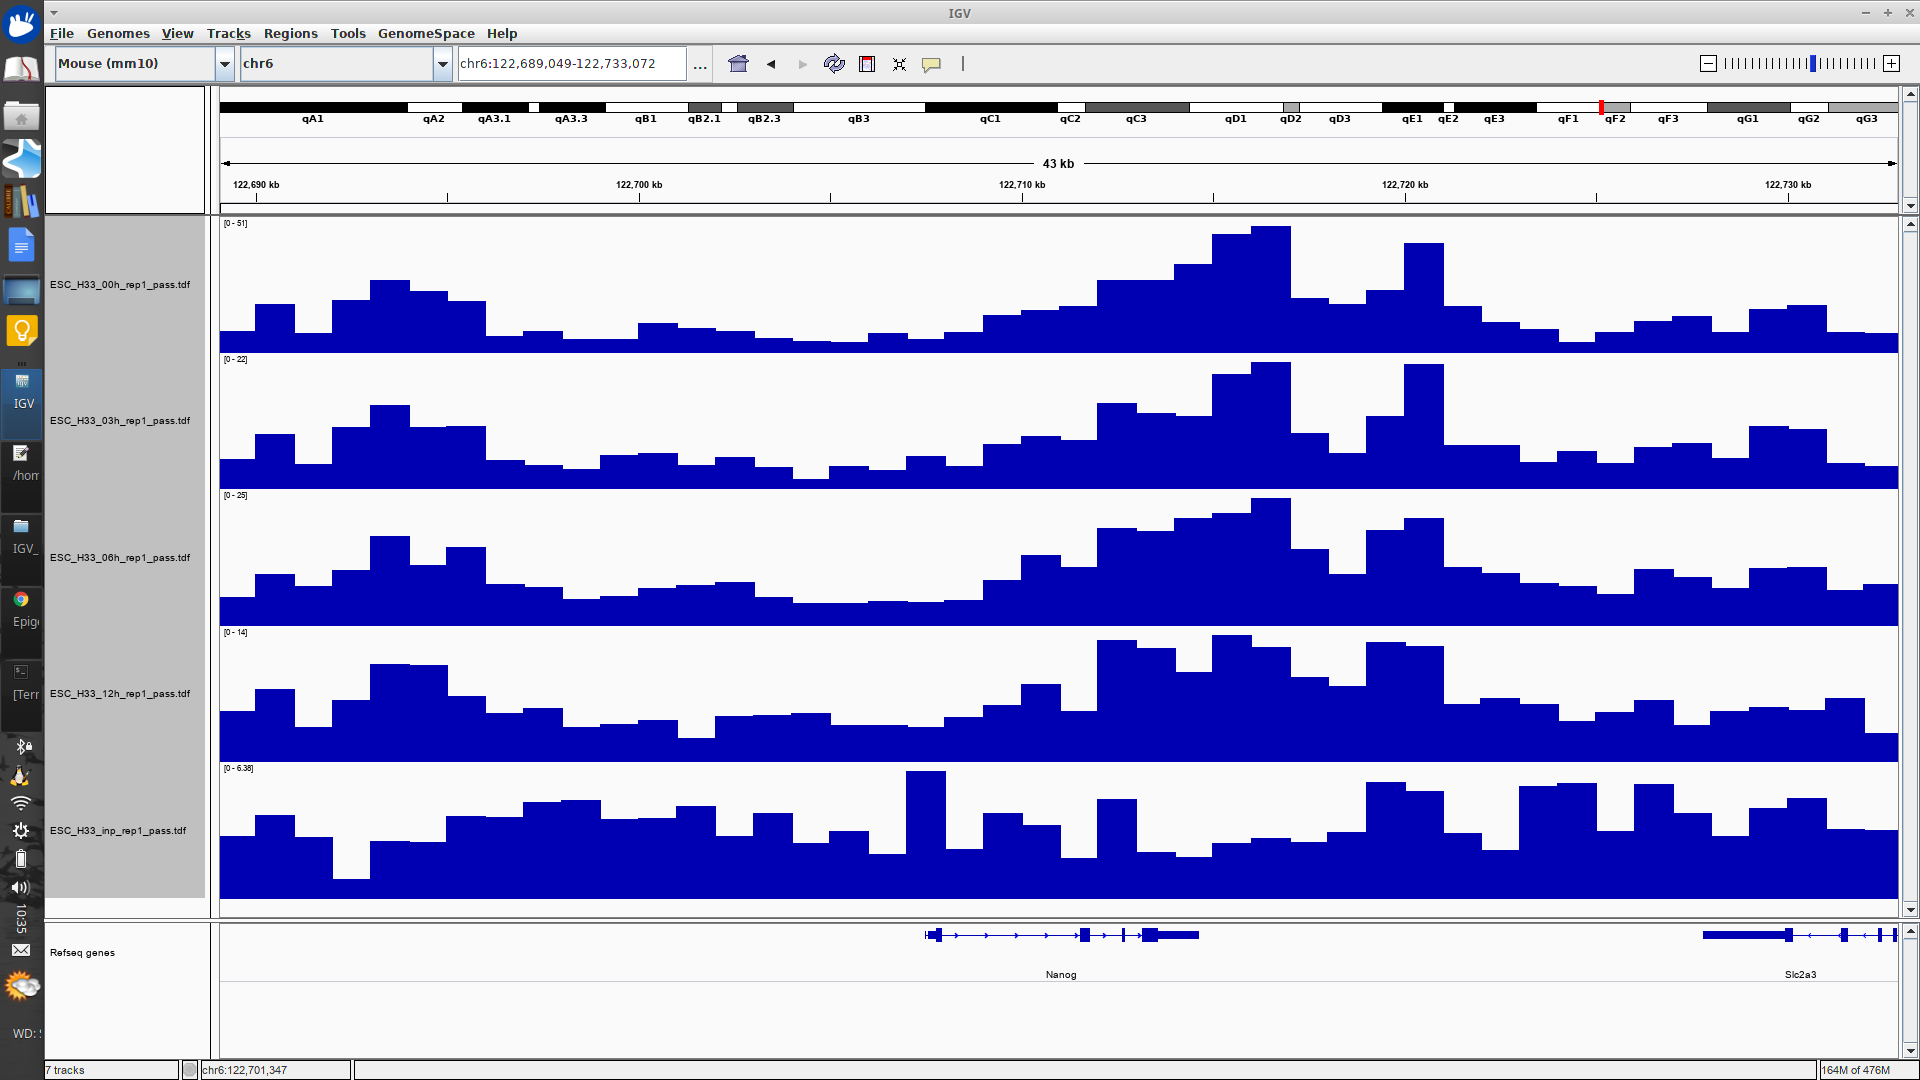 IGV
File Genomes View Tracks Regions Tools GenomeSpace Help
Mouse (mm10) chr6 chr6:122,689,049-122,733,072 ...
qA1 qA2 qA3.1 qA3.3 qB1 qB2.1 qB2.3 qB3 qC1 qC2 qC3 qD1 qD2 qD3 qE1 qE2 qE3 qF1 qF2 qF3 qG1 qG2 qG3
43 kb
122,690 kb 122,700 kb 122,710 kb 122,720 kb 122,730 kb
[0 - 51]
ESC_H33_00h_rep1_pass.tdf
[0 - 22]
ESC_H33_03h_rep1_pass.tdf
[0 - 25]
ESC_H33_06h_rep1_pass.tdf
[0 - 14]
ESC_H33_12h_rep1_pass.tdf
[0 - 6.38]
ESC_H33_inp_rep1_pass.tdf
Refseq genes
Nanog Slc2a3
7 tracks chr6:122,701,347 164M of 476M
IGV
/hom
IGV_
Epig
[Terr
10:35
WD: